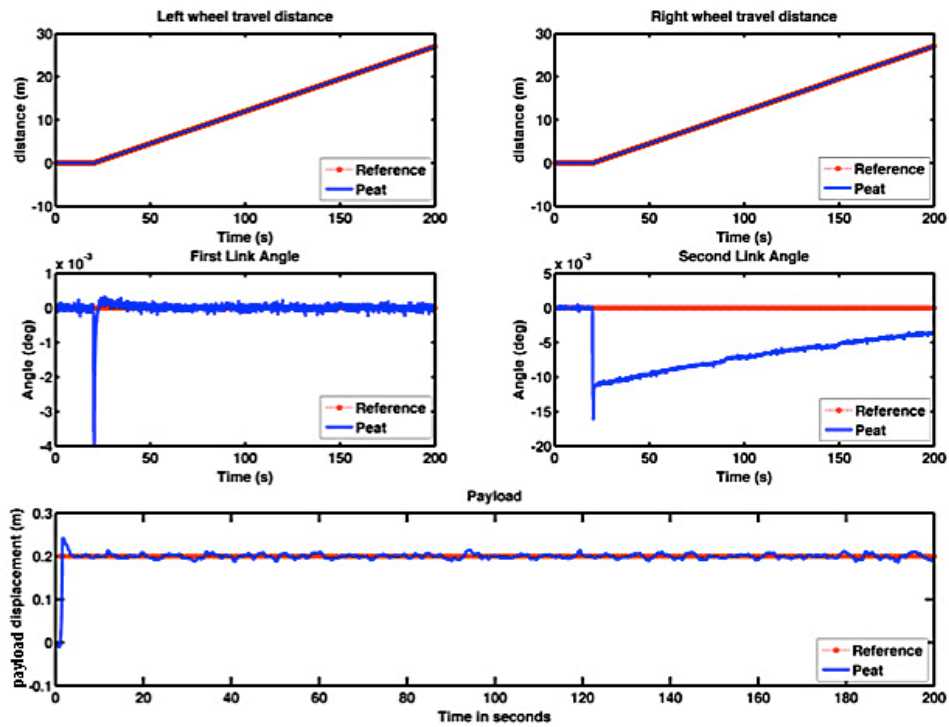 Left wheel travel distance
30
20
10
0
-10
distance (m)
0 50 100 150 200
Time (s)
Reference
Peat
Right wheel travel distance
30
20
10
0
-10
distance (m)
0 50 100 150 200
Time (s)
Reference
Peat
First Link Angle
x 10⁻³
1
0
-1
-2
-3
-4
Angle (deg)
0 50 100 150 200
Time (s)
Reference
Peat
Second Link Angle
x 10⁻³
5
0
-5
-10
-15
-20
Angle (deg)
0 50 100 150 200
Time (s)
Reference
Peat
Payload
0.3
0.2
0.1
0
-0.1
payload displacement (m)
0 20 40 60 80 100 120 140 160 180 200
Time in seconds
Reference
Peat